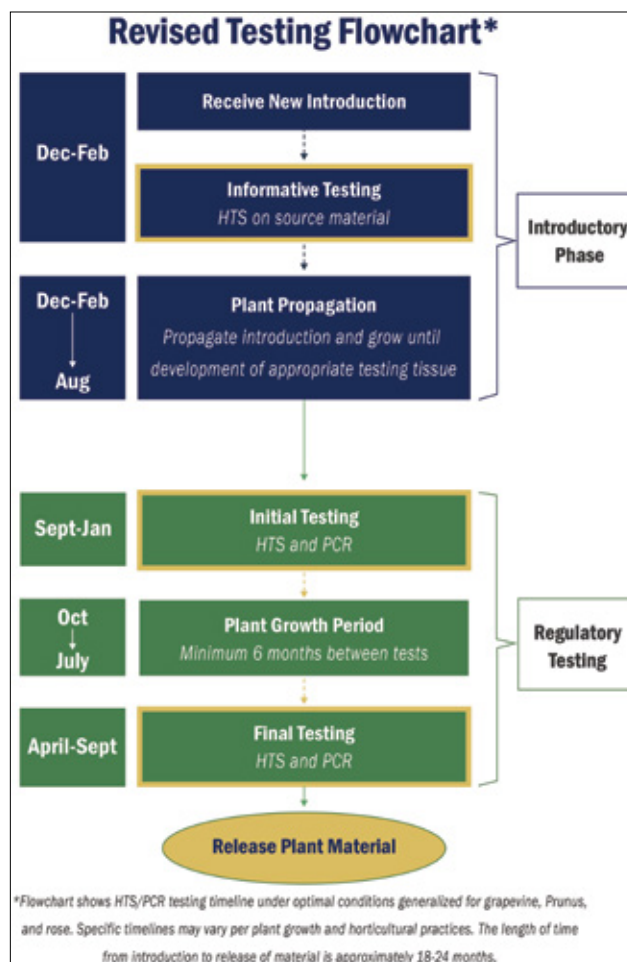 Revised Testing Flowchart*
Dec-Feb
Receive New Introduction
Informative Testing
HTS on source material
Introductory
Phase
Dec-Feb
Aug
Plant Propagation
Propagate introduction and grow until
development of appropriate testing tissue
Sept-Jan
Initial Testing
HTS and PCR
Oct
July
Plant Growth Period
Minimum 6 months between tests
Regulatory
Testing
April-Sept
Final Testing
HTS and PCR
Release Plant Material
*Flowchart shows HTS/PCR testing timeline under optimal conditions generalized for grapevine, Prunus,
and rose. Specific timelines may vary per plant growth and horticultural practices. The length of time
from introduction to release of material is approximately 18-24 months.